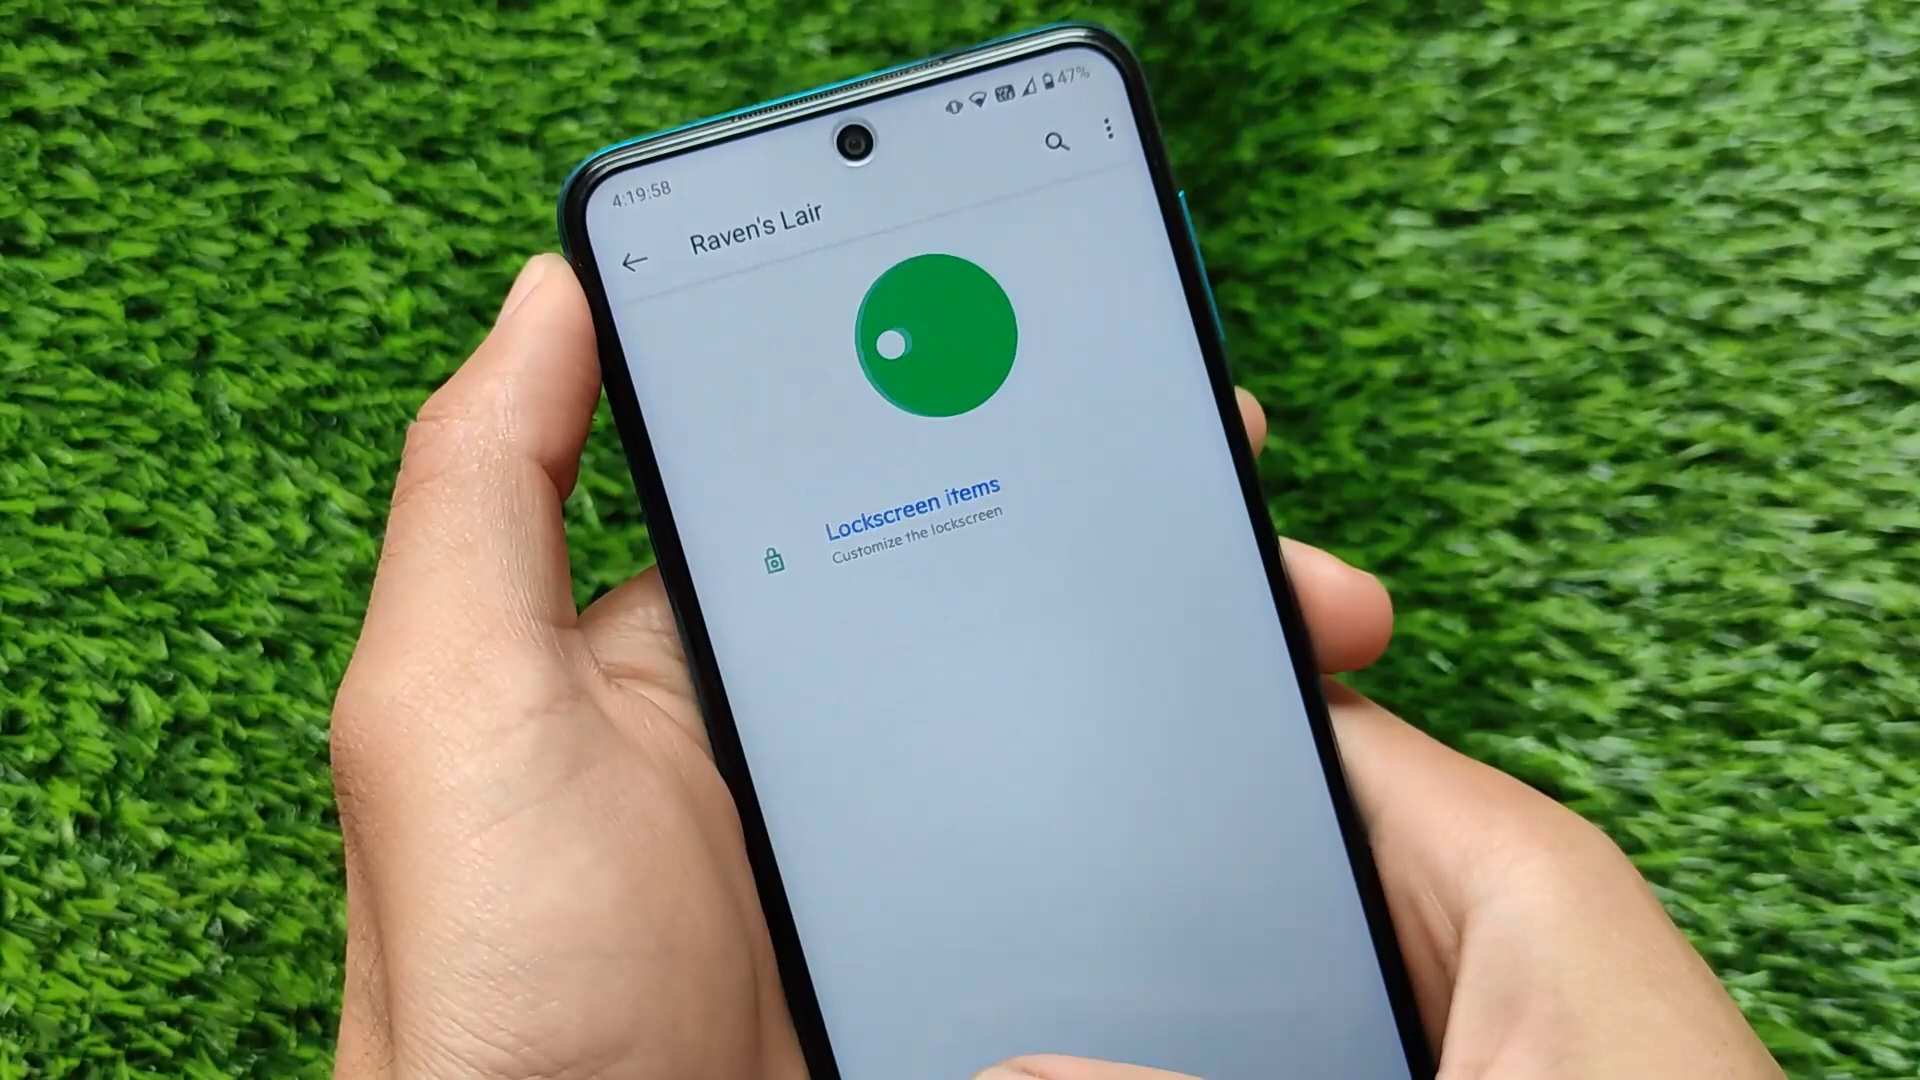 47%
4:19:58
Raven's Lair
Lockscreen items
Customize the lockscreen